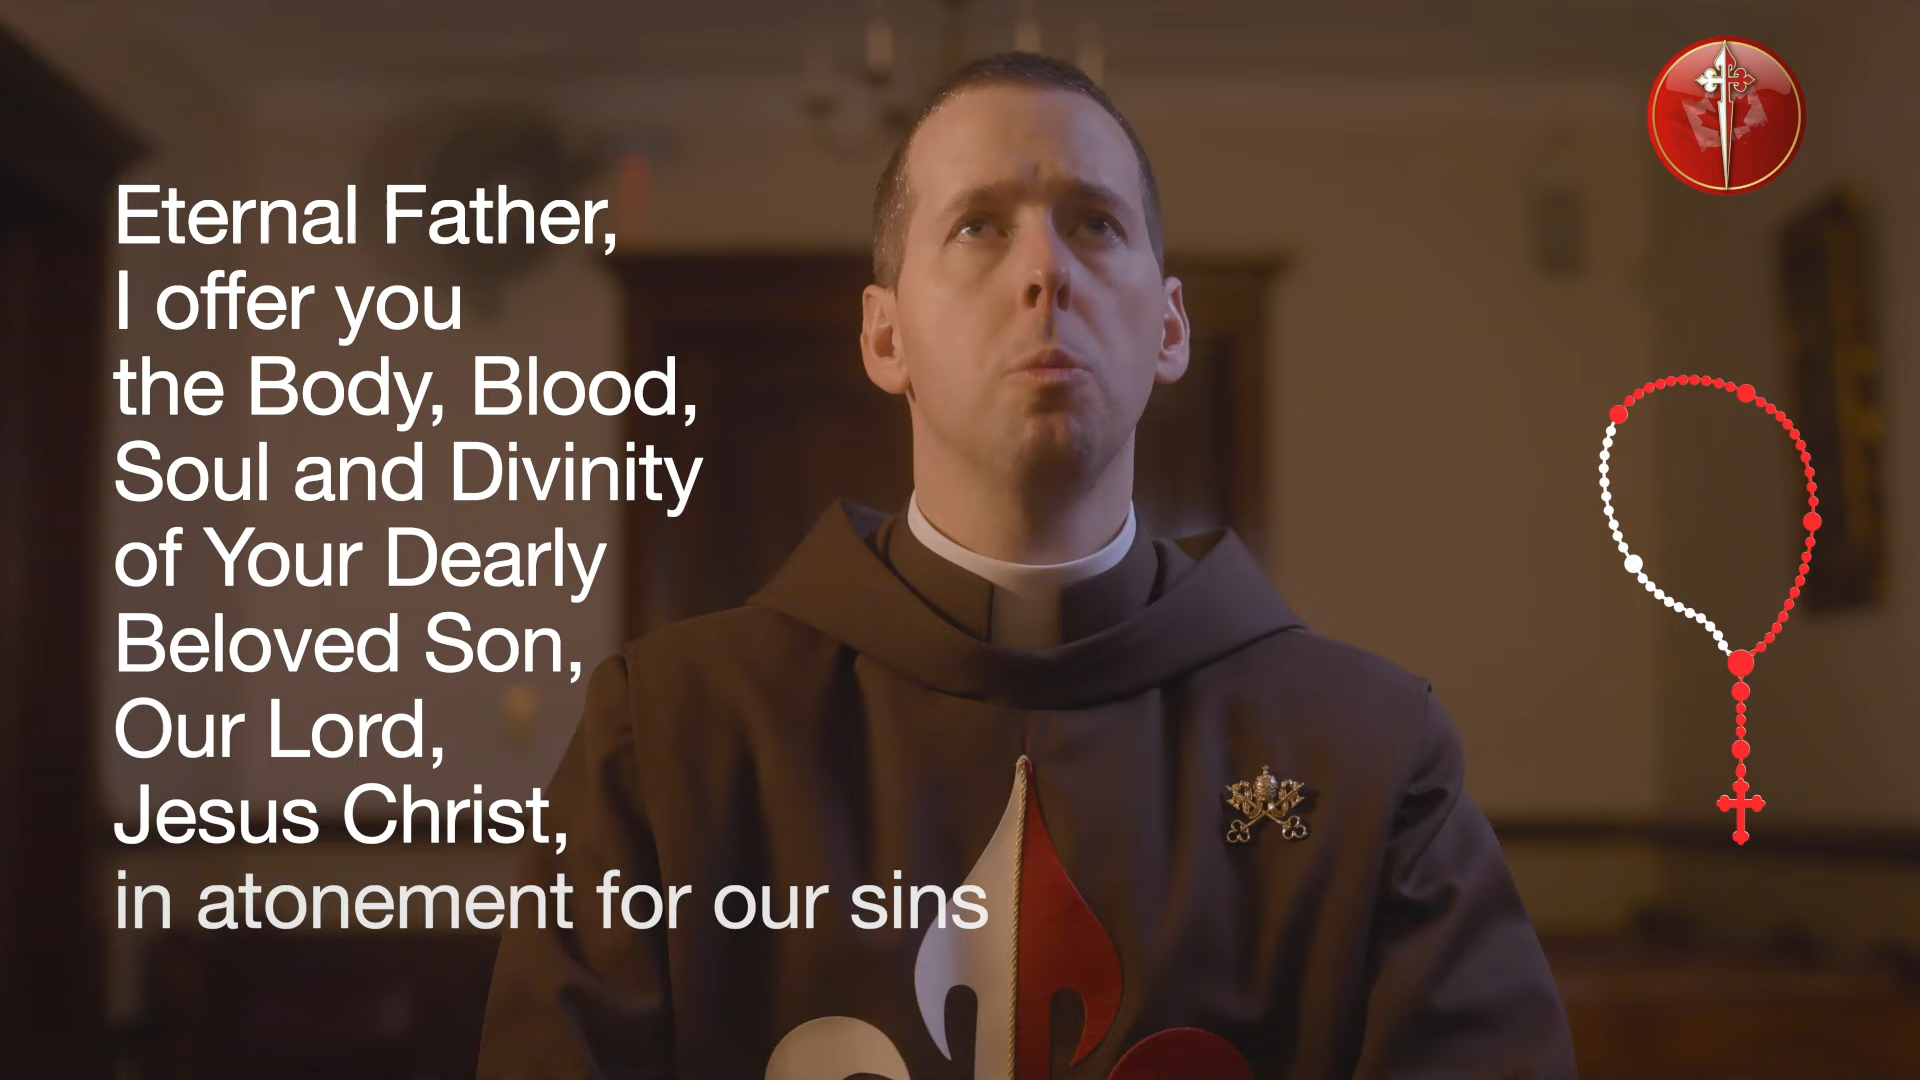 Eternal Father,
I offer you
the Body, Blood,
Soul and Divinity
of Your Dearly
Beloved Son,
Our Lord,
Jesus Christ,
in atonement for our sins